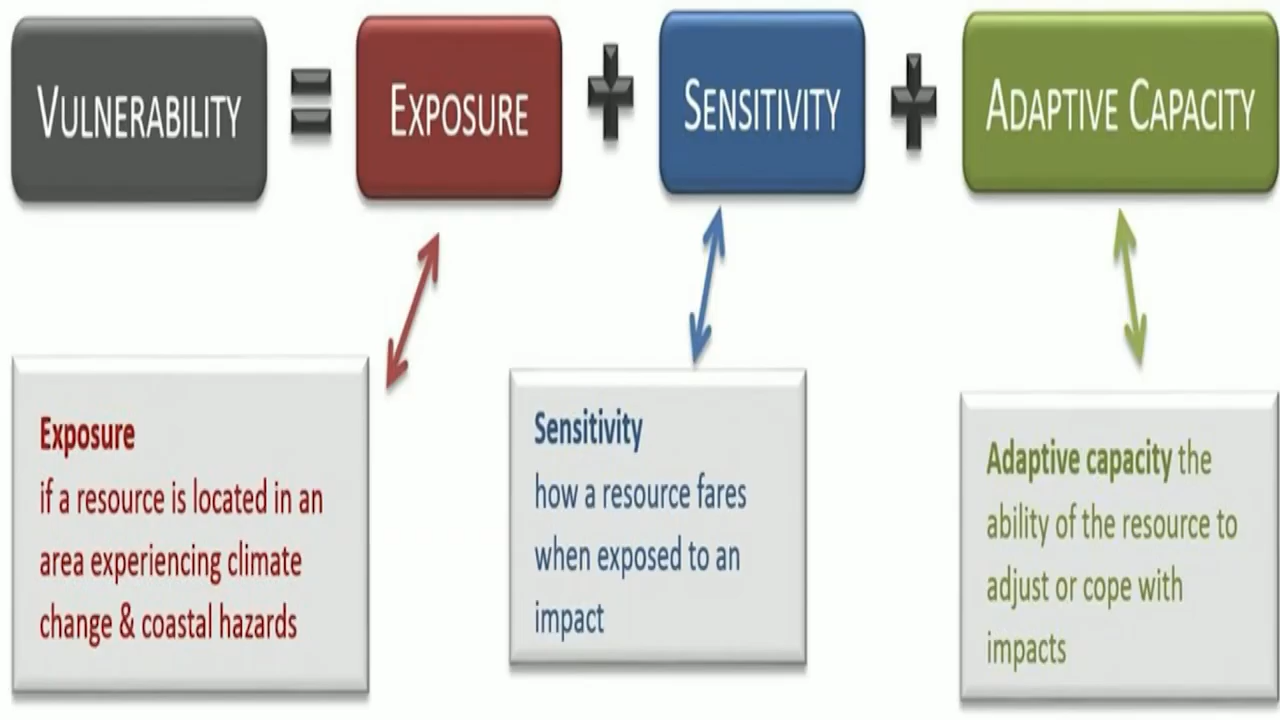 VULNERABILITY = EXPOSURE + SENSITIVITY + ADAPTIVE CAPACITY
Exposure
if a resource is located in an
area experiencing climate
change & coastal hazards
Sensitivity
how a resource fares
when exposed to an
impact
Adaptive capacity the
ability of the resource to
adjust or cope with
impacts